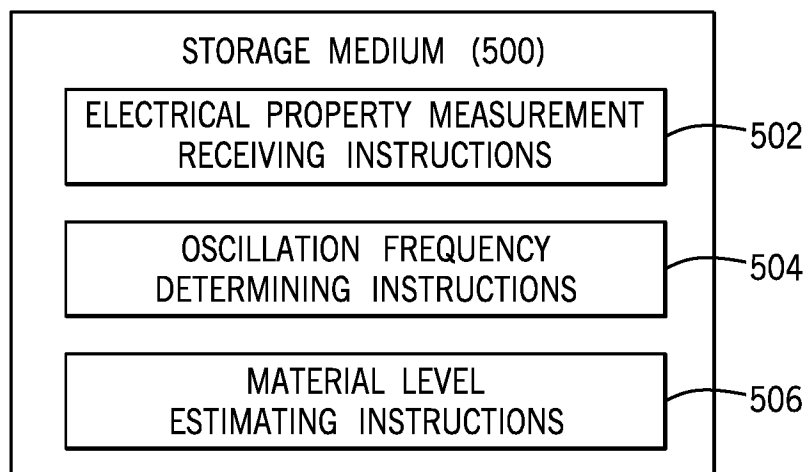 STORAGE MEDIUM (500)
ELECTRICAL PROPERTY MEASUREMENT
RECEIVING INSTRUCTIONS
502
OSCILLATION FREQUENCY
DETERMINING INSTRUCTIONS
504
MATERIAL LEVEL
ESTIMATING INSTRUCTIONS
506